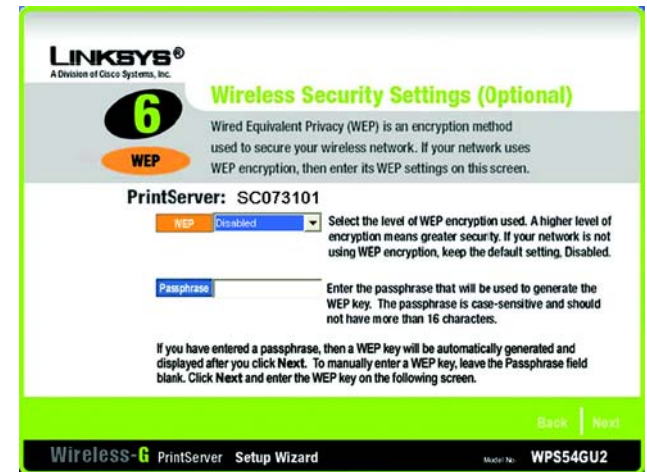 LINKSYS®
A Division of Cisco Systems, Inc.
6
WEP
Wireless Security Settings (Optional)
Wired Equivalent Privacy (WEP) is an encryption method
used to secure your wireless network. If your network uses
WEP encryption, then enter its WEP settings on this screen.
PrintServer: SC073101
WEP Disabled
Select the level of WEP encryption used. A higher level of
encryption means greater security. If your network is not
using WEP encryption, keep the default setting, Disabled.
Passphrase
Enter the passphrase that will be used to generate the
WEP key. The passphrase is case-sensitive and should
not have more than 16 characters.
If you have entered a passphrase, then a WEP key will be automatically generated and
displayed after you click Next. To manually enter a WEP key, leave the Passphrase field
blank. Click Next and enter the WEP key on the following screen.
Back Next
Wireless-G PrintServer Setup Wizard Model No. WPS54GU2